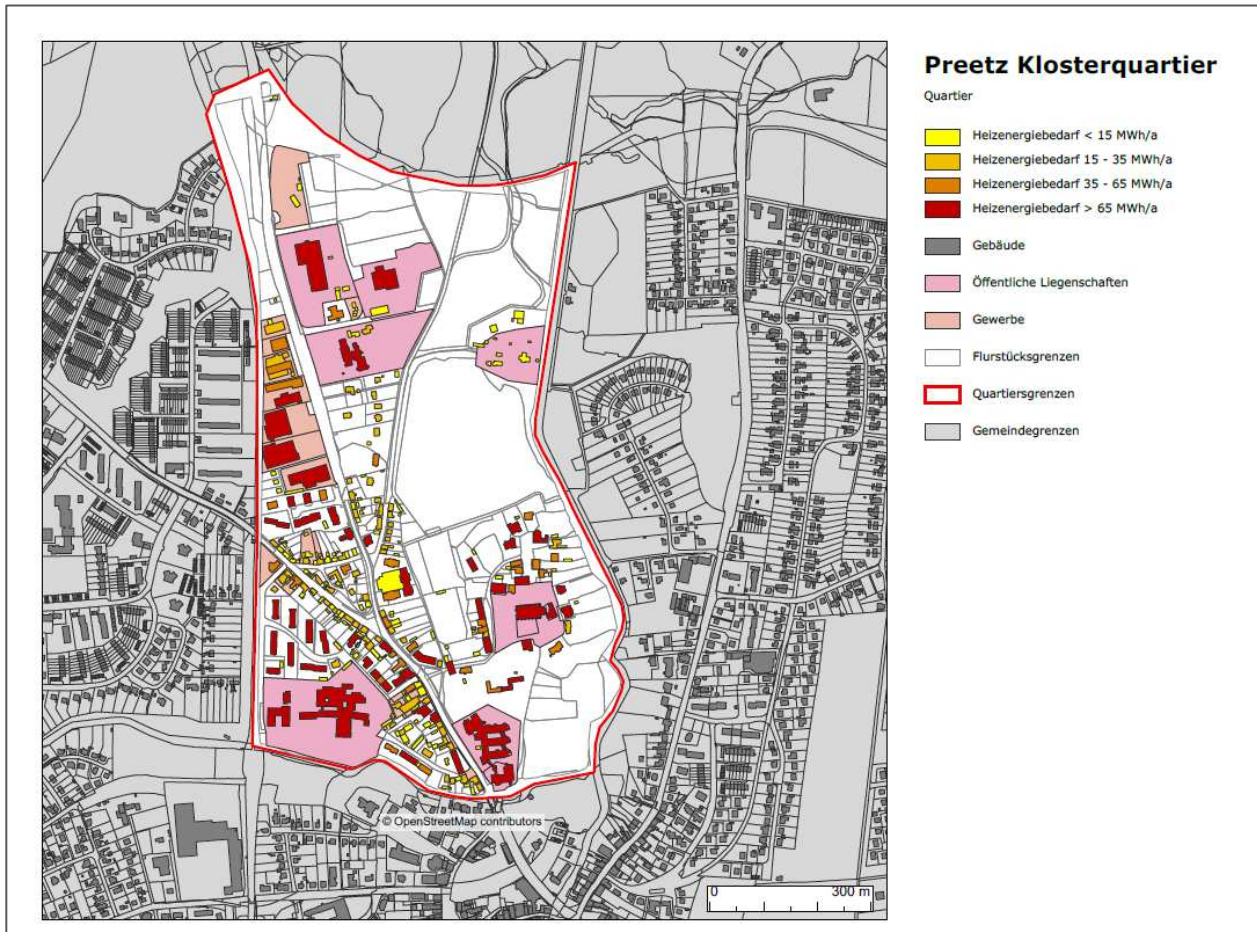 Preetz Klosterquartier
Quartier
Heizenergiebedarf < 15 MWh/a
Heizenergiebedarf 15 - 35 MWh/a
Heizenergiebedarf 35 - 65 MWh/a
Heizenergiebedarf > 65 MWh/a
Gebäude
Öffentliche Liegenschaften
Gewerbe
Flurstücksgrenzen
Quartiersgrenzen
Gemeindegrenzen
© OpenStreetMap contributors
0 300 m